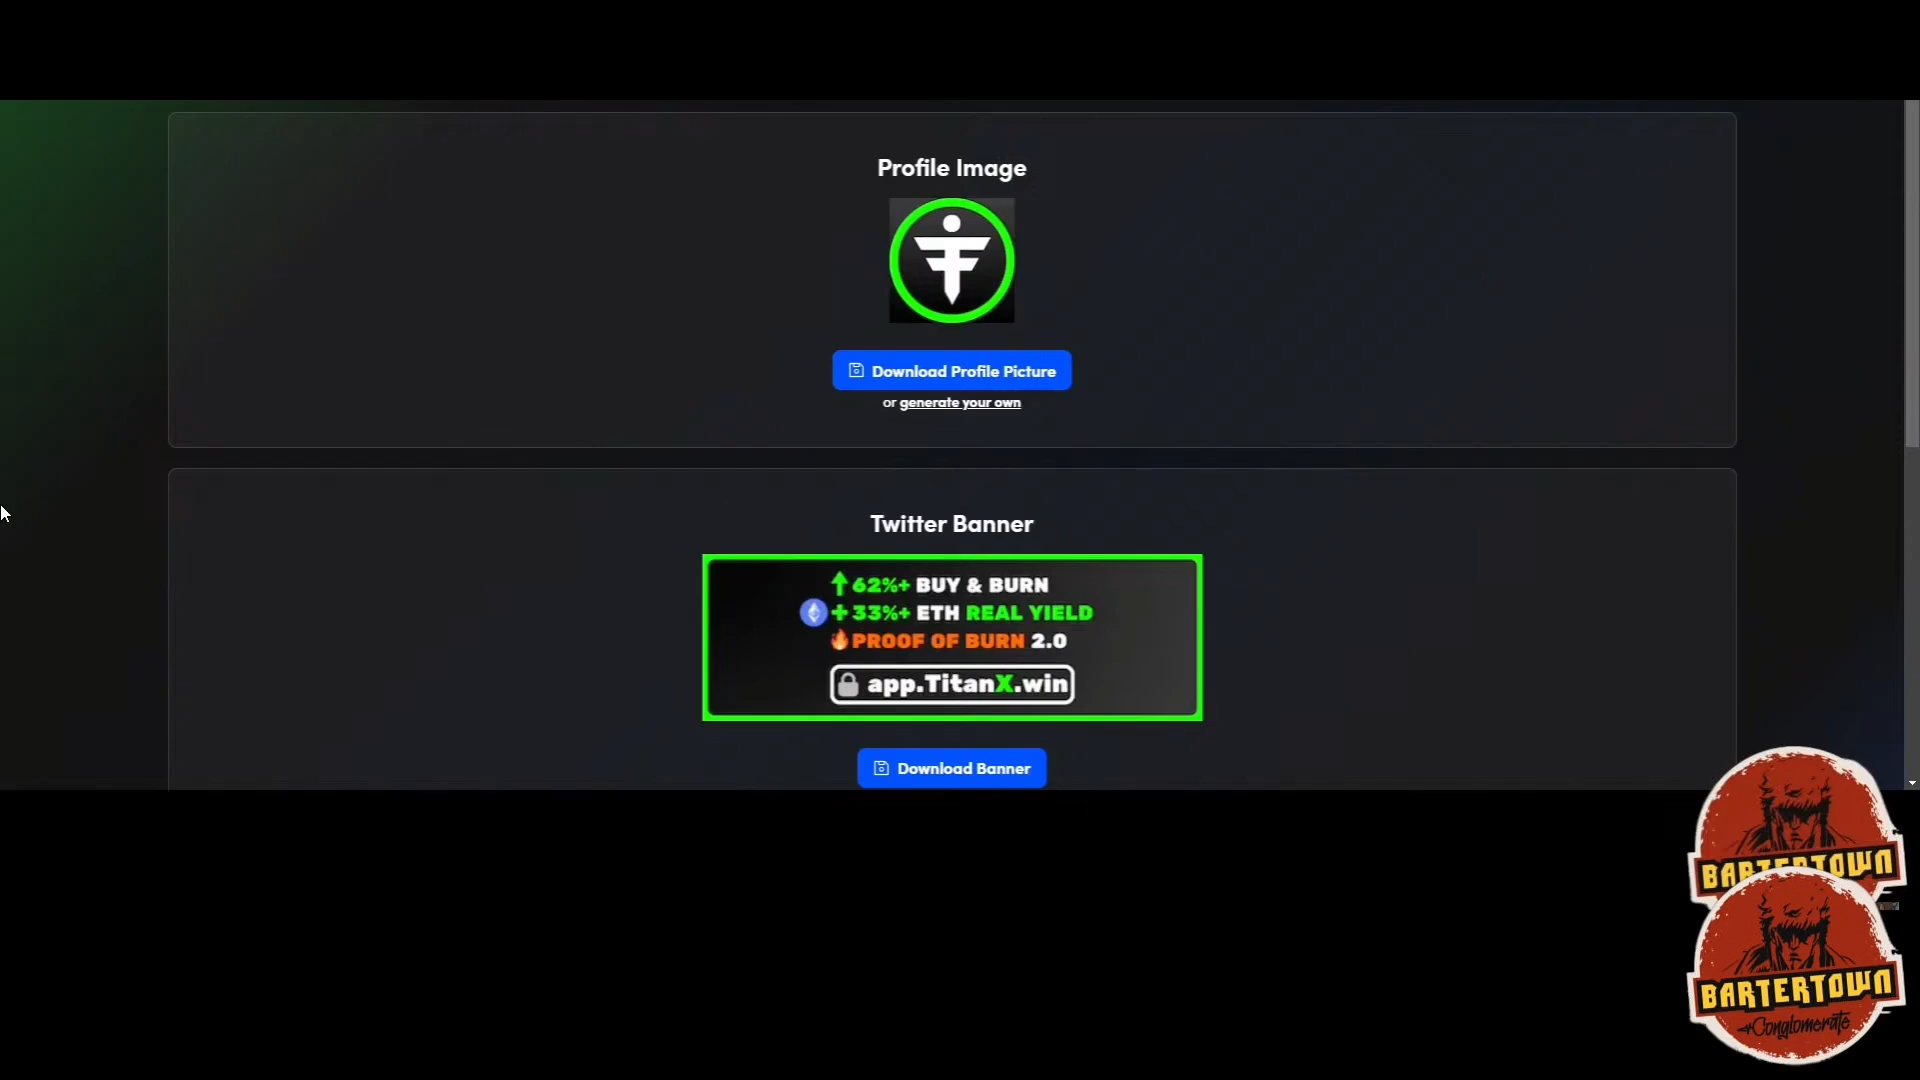 Profile Image
Download Profile Picture
or generate your own
Twitter Banner
62%+ BUY & BURN
+33%+ ETH REAL YIELD
PROOF OF BURN 2.0
app.TitanX.win
Download Banner
BARTERTOWN
BARTERTOWN
Conglomerate